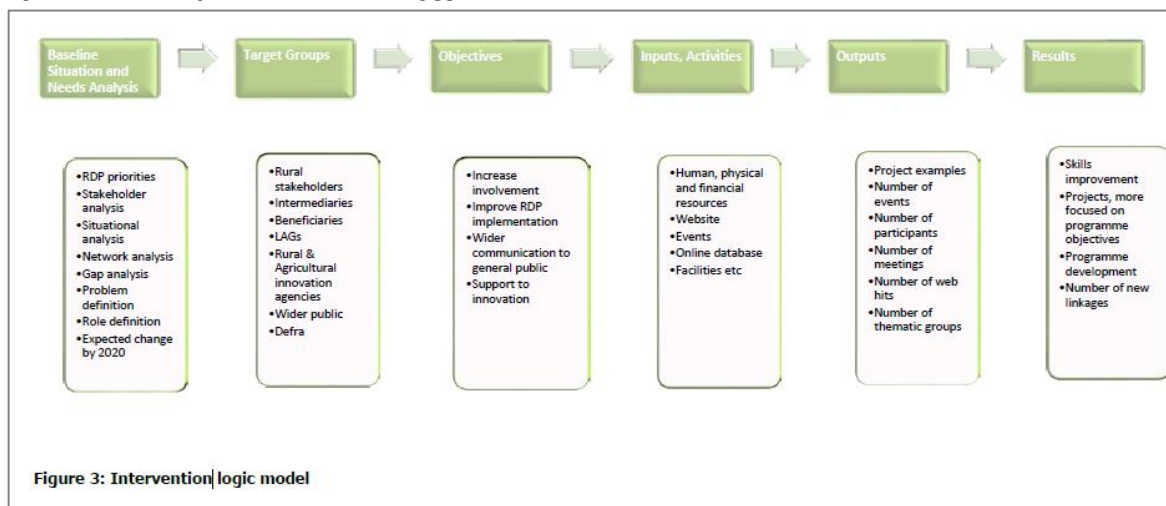 Baseline
Situation and
Needs Analysis
Target Groups
Objectives
Inputs, Activities
Outputs
Results
•RDP priorities
•Stakeholder
analysis
•Situational
analysis
•Network analysis
•Gap analysis
•Problem
definition
•Role definition
•Expected change
by 2020
•Rural
stakeholders
•Intermediaries
•Beneficiaries
•LAGs
•Rural &
Agricultural
innovation
agencies
•Wider public
•Defra
•Increase
involvement
•Improve RDP
implementation
•Wider
communication to
general public
•Support to
innovation
•Human, physical
and financial
resources
•Website
•Events
•Online database
•Facilities etc
•Project examples
•Number of
events
•Number of
participants
•Number of
meetings
•Number of web
hits
•Number of
thematic groups
•Skills
improvement
•Projects, more
focused on
programme
objectives
•Programme
development
•Number of new
linkages
Figure 3: Intervention logic model